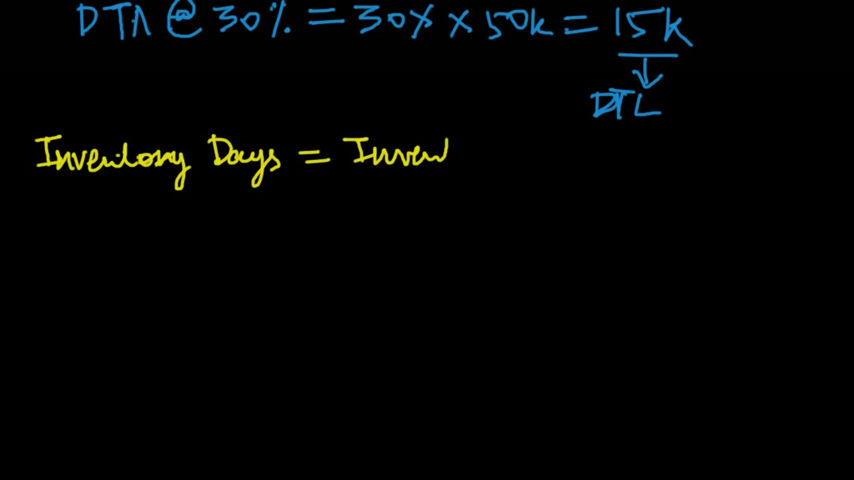 DTA @ 30% = 30% × 50k = 15k
DTL
Inventory Days = Inven